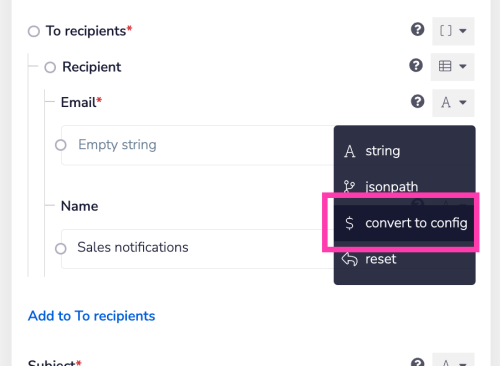 To recipients*
[ ]
Recipient
Email*
A
Empty string
A string
jsonpath
Name
$ convert to config
Sales notifications
reset
Add to To recipients
Subject*
A